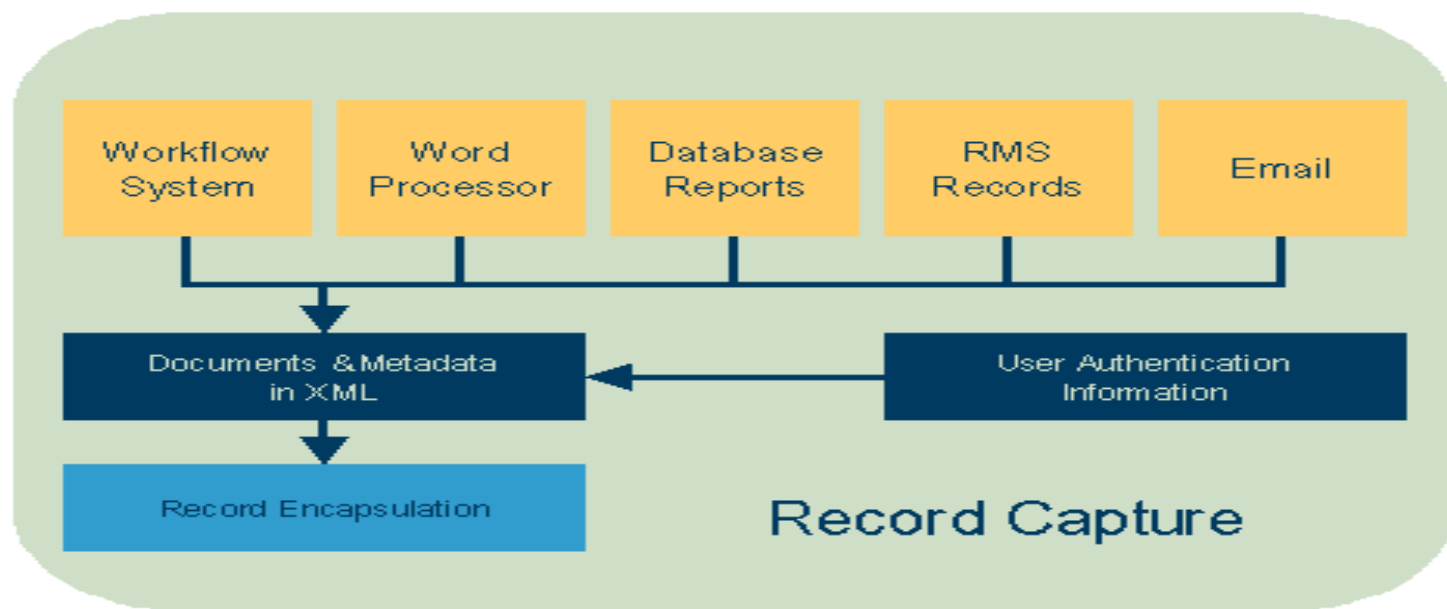 Workflow
System
Word
Processor
Database
Reports
RMS
Records
Email
Documents & Metadata
in XML
User Authentication
Information
Record Encapsulation
Record Capture